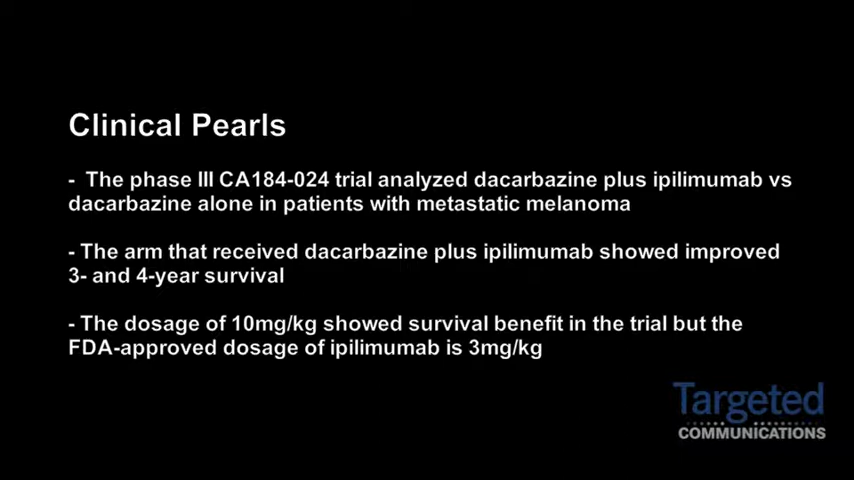 Clinical Pearls
-  The phase III CA184-024 trial analyzed dacarbazine plus ipilimumab vs
dacarbazine alone in patients with metastatic melanoma
- The arm that received dacarbazine plus ipilimumab showed improved
3- and 4-year survival
- The dosage of 10mg/kg showed survival benefit in the trial but the
FDA-approved dosage of ipilimumab is 3mg/kg
Targeted
COMMUNICATIONS